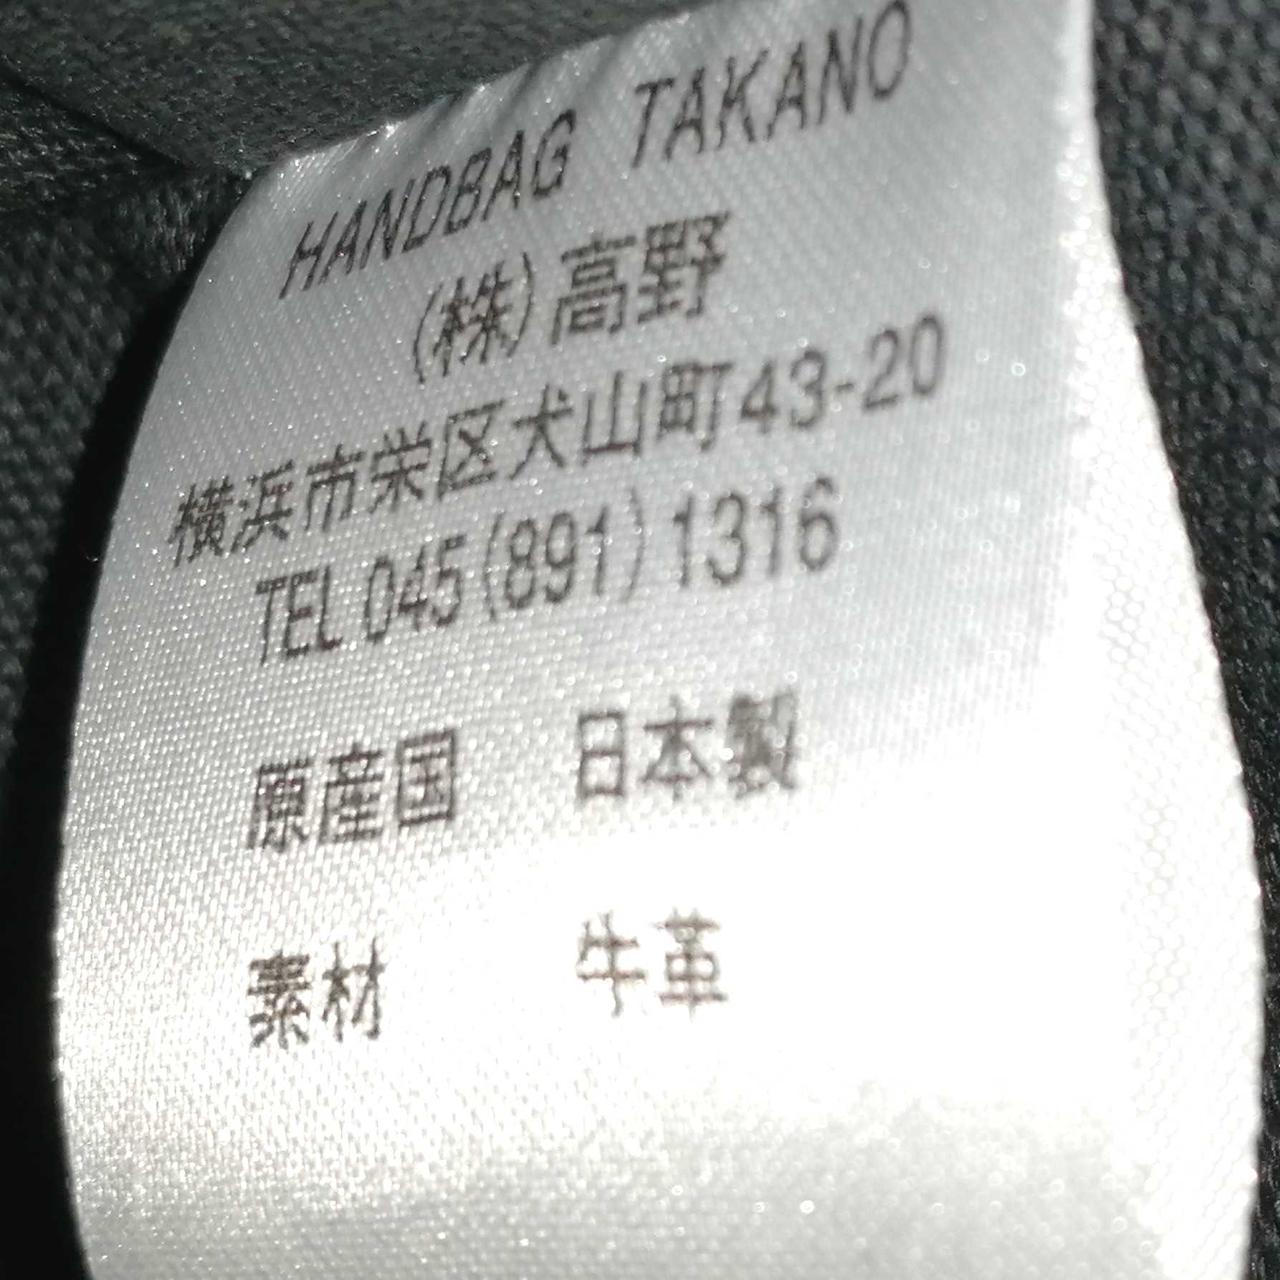 HANDBAG TAKANO
(株)高野
横浜市栄区犬山町43-20
TEL 045(891)1316
原産国 日本製
素材 牛革